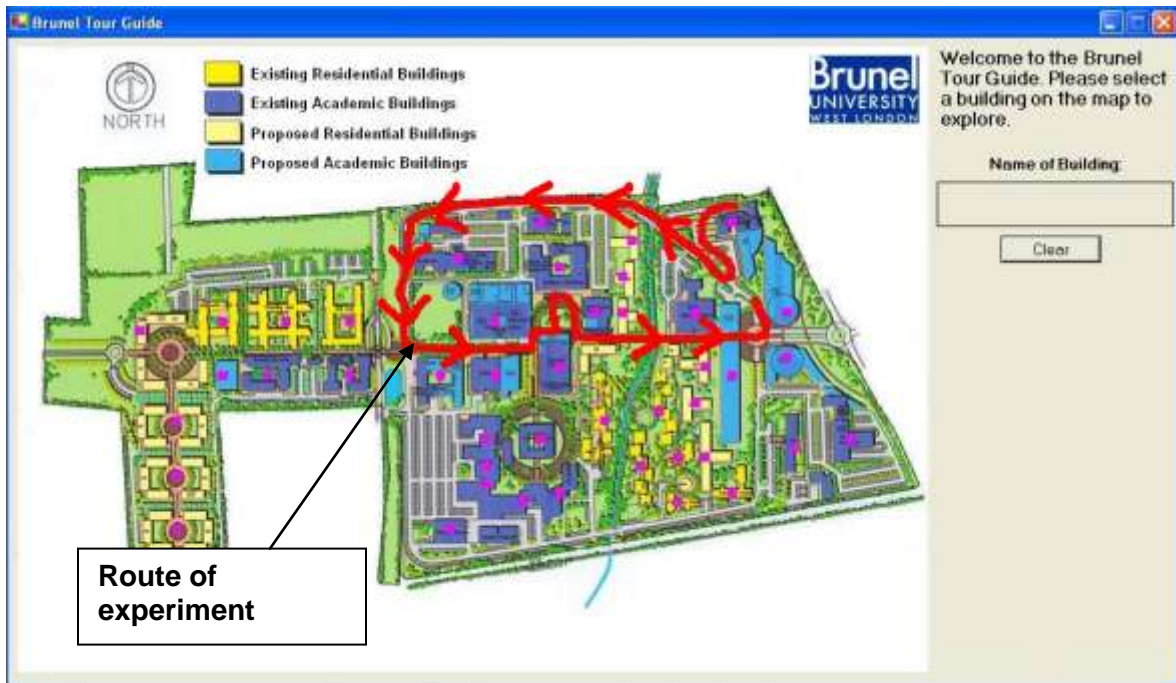 Brunel Tour Guide
NORTH
Existing Residential Buildings
Existing Academic Buildings
Proposed Residential Buildings
Proposed Academic Buildings
Brunel
UNIVERSITY
WEST LONDON
Welcome to the Brunel
Tour Guide. Please select
a building on the map to
explore.
Name of Building:
Clear
Route of
experiment